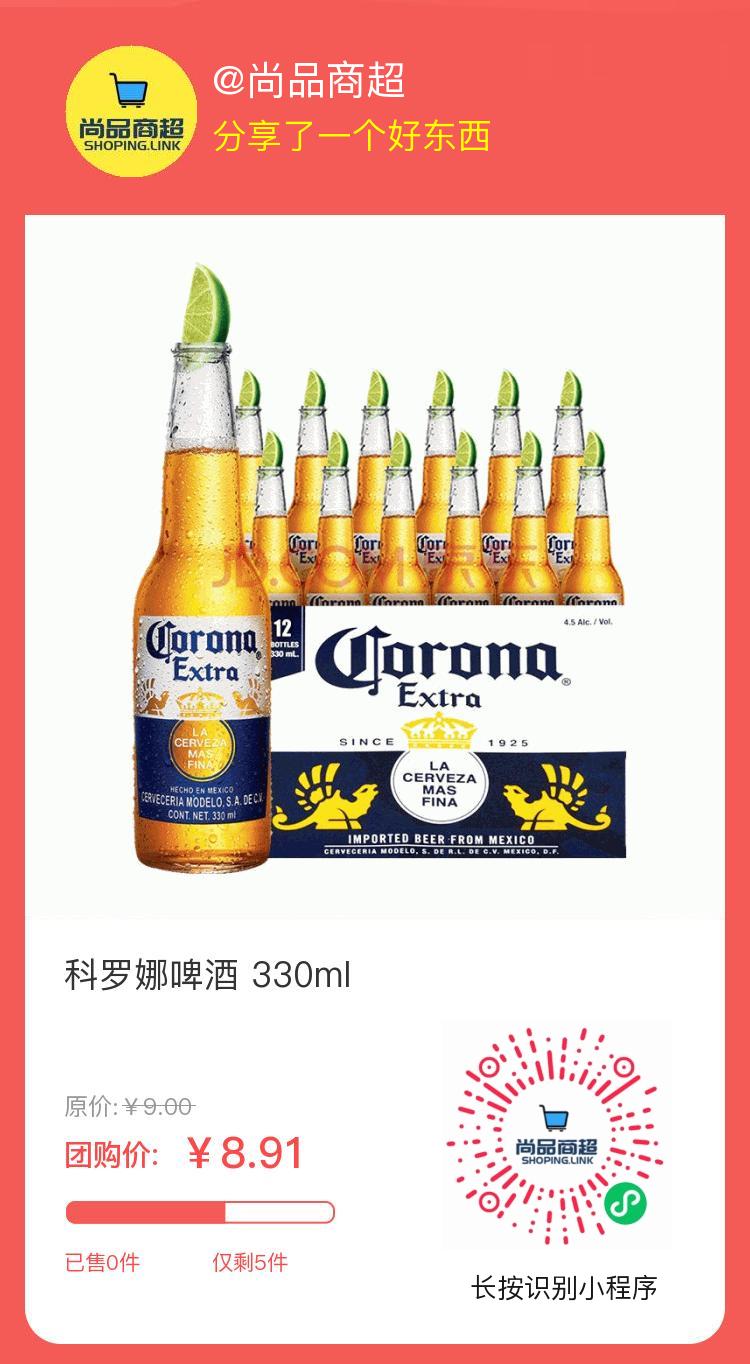 @尚品商超
分享了一个好东西
尚品商超
SHOPING.LINK
JD.COM 京东
12
BOTTLES
330 mL.
4.5 Alc. / Vol.
Corona
Extra
SINCE 1925
LA
CERVEZA
MAS
FINA
IMPORTED BEER FROM MEXICO
CERVECERIA MODELO, S. DE R.L. DE C.V. MEXICO, D.F.
Corona
Extra
LA
CERVEZA
MAS
FINA
HECHO EN MEXICO
CERVECERIA MODELO, S.A. DE C.V.
CONT. NET. 330 ml
科罗娜啤酒 330ml
原价:¥9.00
团购价: ¥8.91
已售0件 仅剩5件
尚品商超
SHOPING.LINK
长按识别小程序